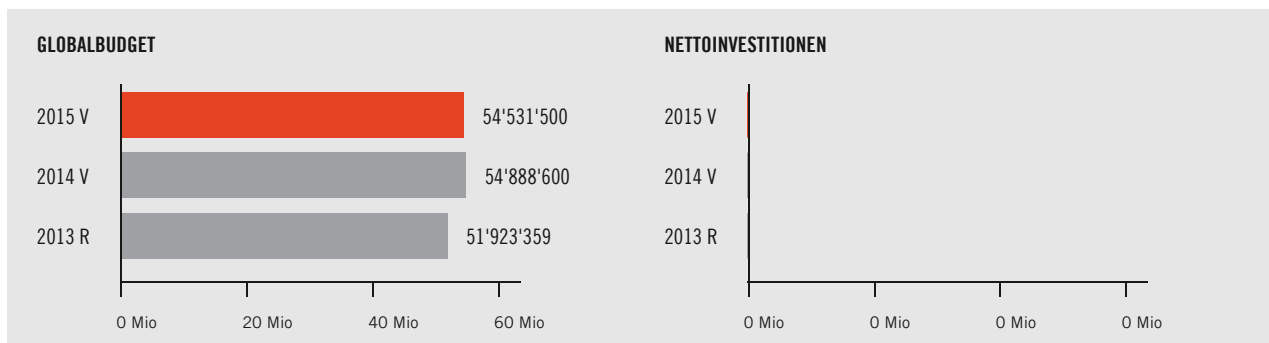 GLOBALBUDGET
2015 V 54'531'500
2014 V 54'888'600
2013 R 51'923'359
0 Mio 20 Mio 40 Mio 60 Mio
NETTOINVESTITIONEN
2015 V
2014 V
2013 R
0 Mio 0 Mio 0 Mio 0 Mio